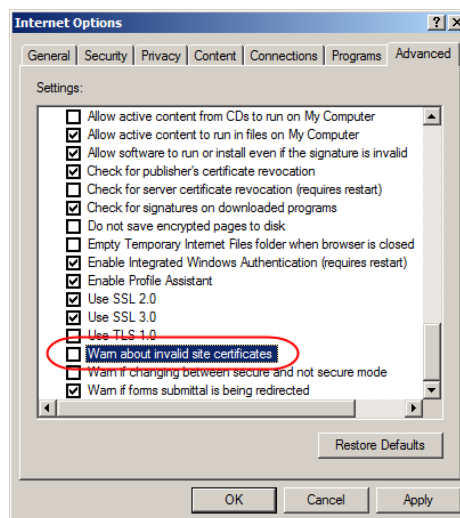 Internet Options
General Security Privacy Content Connections Programs Advanced
Settings:
Allow active content from CDs to run on My Computer
Allow active content to run in files on My Computer
Allow software to run or install even if the signature is invalid
Check for publisher's certificate revocation
Check for server certificate revocation (requires restart)
Check for signatures on downloaded programs
Do not save encrypted pages to disk
Empty Temporary Internet Files folder when browser is closed
Enable Integrated Windows Authentication (requires restart)
Enable Profile Assistant
Use SSL 2.0
Use SSL 3.0
Use TLS 1.0
Warn about invalid site certificates
Warn if changing between secure and not secure mode
Warn if forms submittal is being redirected
Restore Defaults
OK Cancel Apply